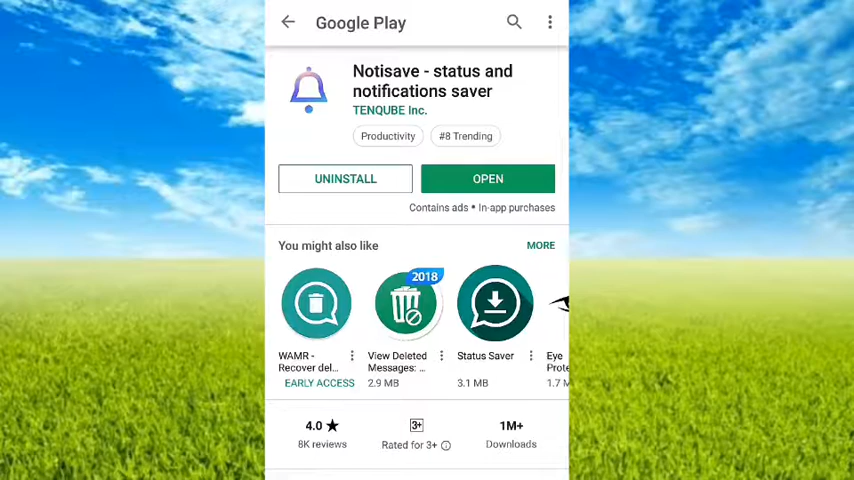 Google Play
Notisave - status and
notifications saver
TENQUBE Inc.
Productivity
#8 Trending
UNINSTALL
OPEN
Contains ads • In-app purchases
You might also like
MORE
2018
WAMR -
Recover del...
EARLY ACCESS
View Deleted
Messages: ...
2.9 MB
Status Saver
3.1 MB
Eye
Prote
1.7 M
4.0 ★
8K reviews
3+
Rated for 3+
1M+
Downloads